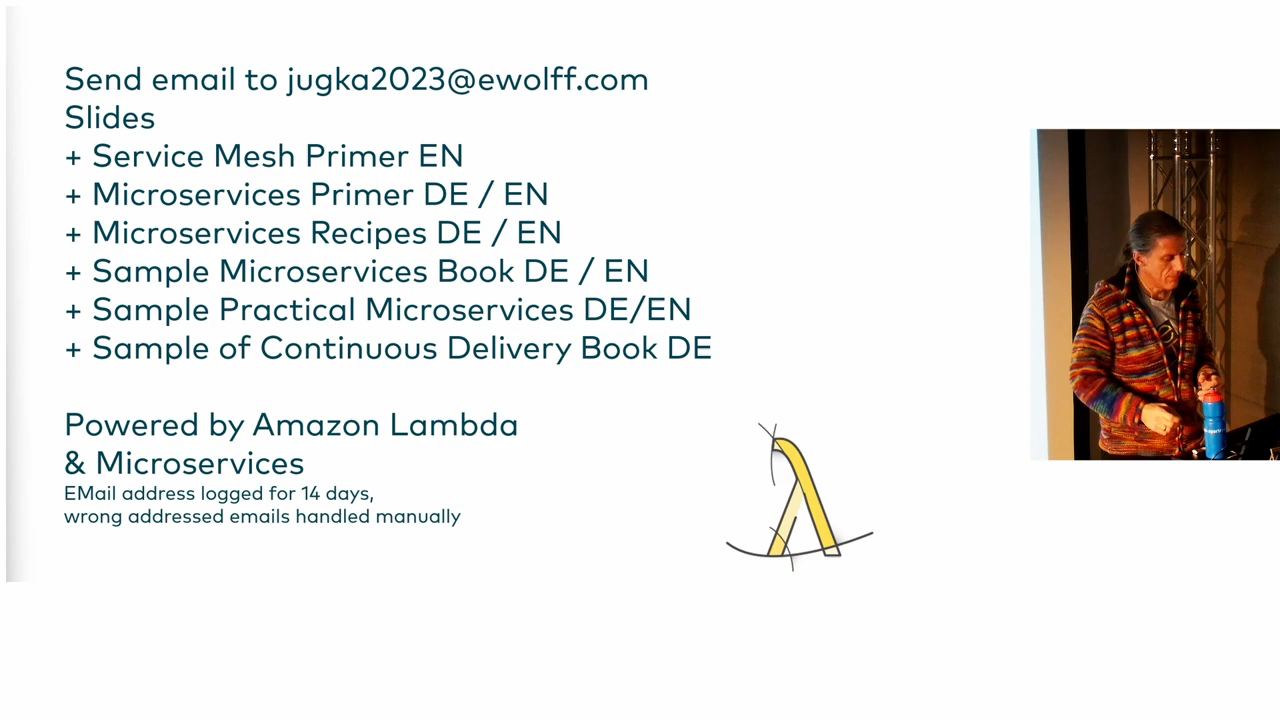 Send email to jugka2023@ewolff.com
Slides
+ Service Mesh Primer EN
+ Microservices Primer DE / EN
+ Microservices Recipes DE / EN
+ Sample Microservices Book DE / EN
+ Sample Practical Microservices DE/EN
+ Sample of Continuous Delivery Book DE
Powered by Amazon Lambda
& Microservices
EMail address logged for 14 days,
wrong addressed emails handled manually